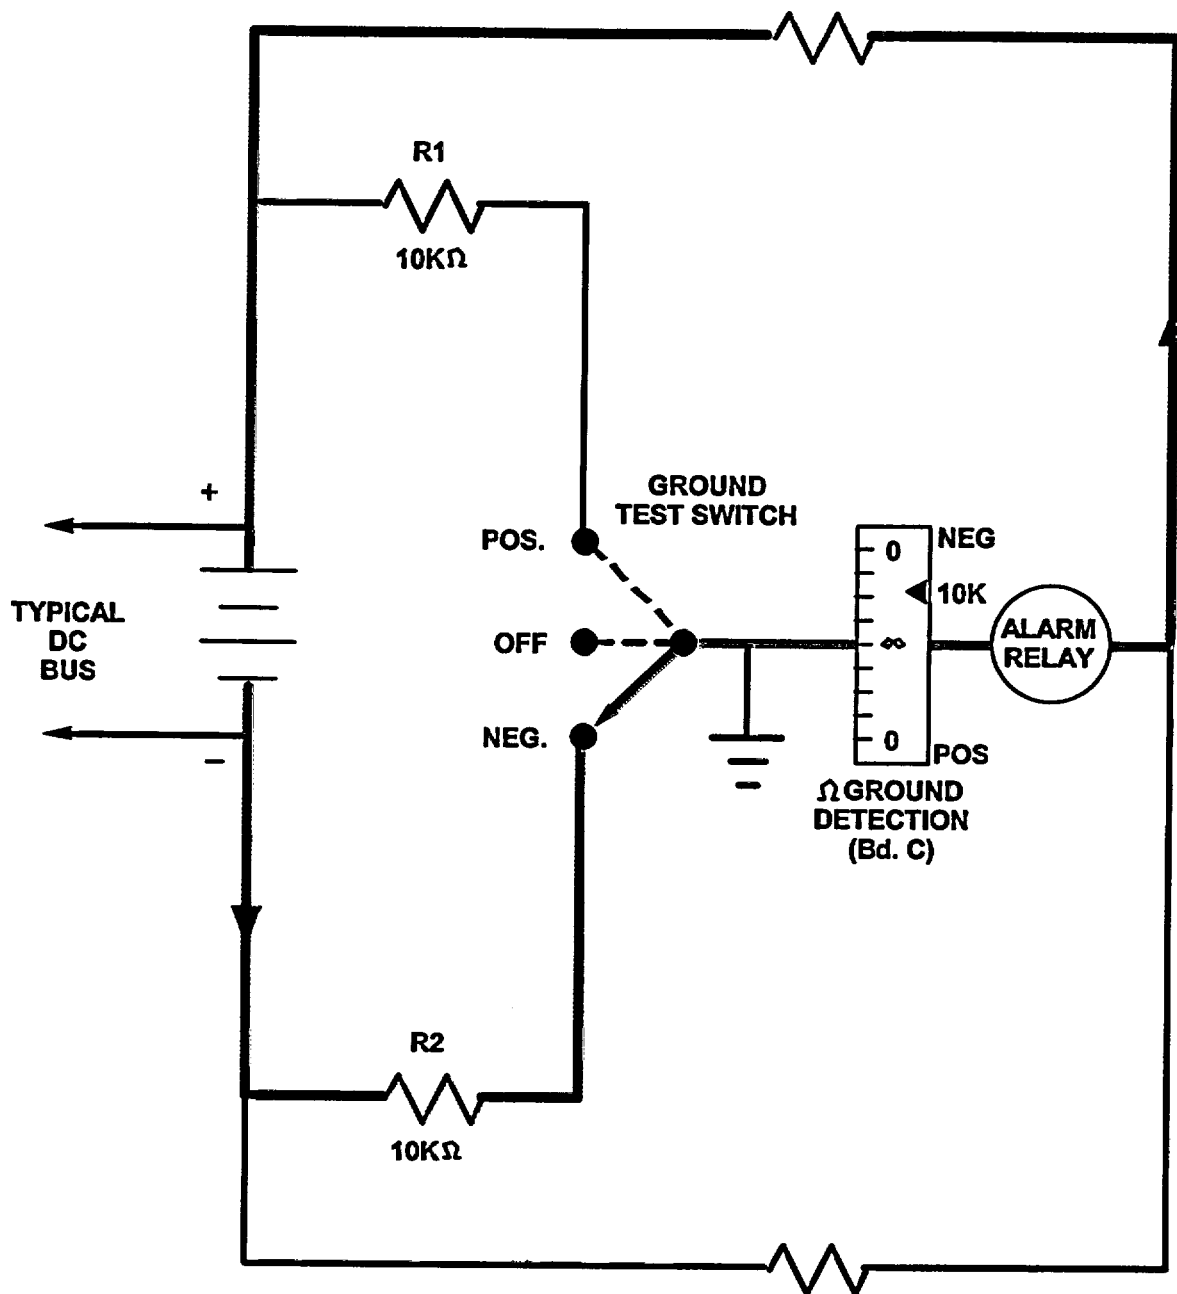 R1
10KΩ
GROUND
TEST SWITCH
+
POS.
0
NEG
10K
TYPICAL
DC
BUS
OFF
∞
ALARM
RELAY
NEG.
0
POS
−
Ω GROUND
DETECTION
(Bd. C)
R2
10KΩ